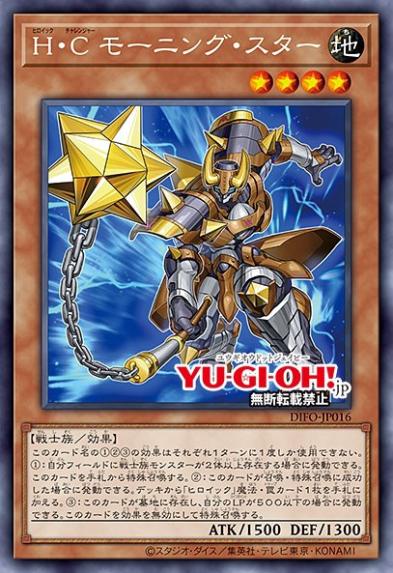 ヒロイック チャレンジャー
H・C モーニング・スター 地
ユウギオウドットジェイピー
YU-GI-OH!.jp
無断転載禁止
DIFO-JP016
【戦士族／効果】
このカード名の①②③の効果はそれぞれ1ターンに1度しか使用できない。
①：自分フィールドに戦士族モンスターが2体以上存在する場合に発動できる。
このカードを手札から特殊召喚する。②：このカードが召喚・特殊召喚に成
功した場合に発動できる。デッキから「ヒロイック」魔法・罠カード1枚を手札に
加える。③：このカードが墓地に存在し、自分のLPが500以下の場合に発動
できる。このカードを効果を無効にして特殊召喚する。
ATK/1500 DEF/1300
©スタジオ・ダイス／集英社・テレビ東京・KONAMI